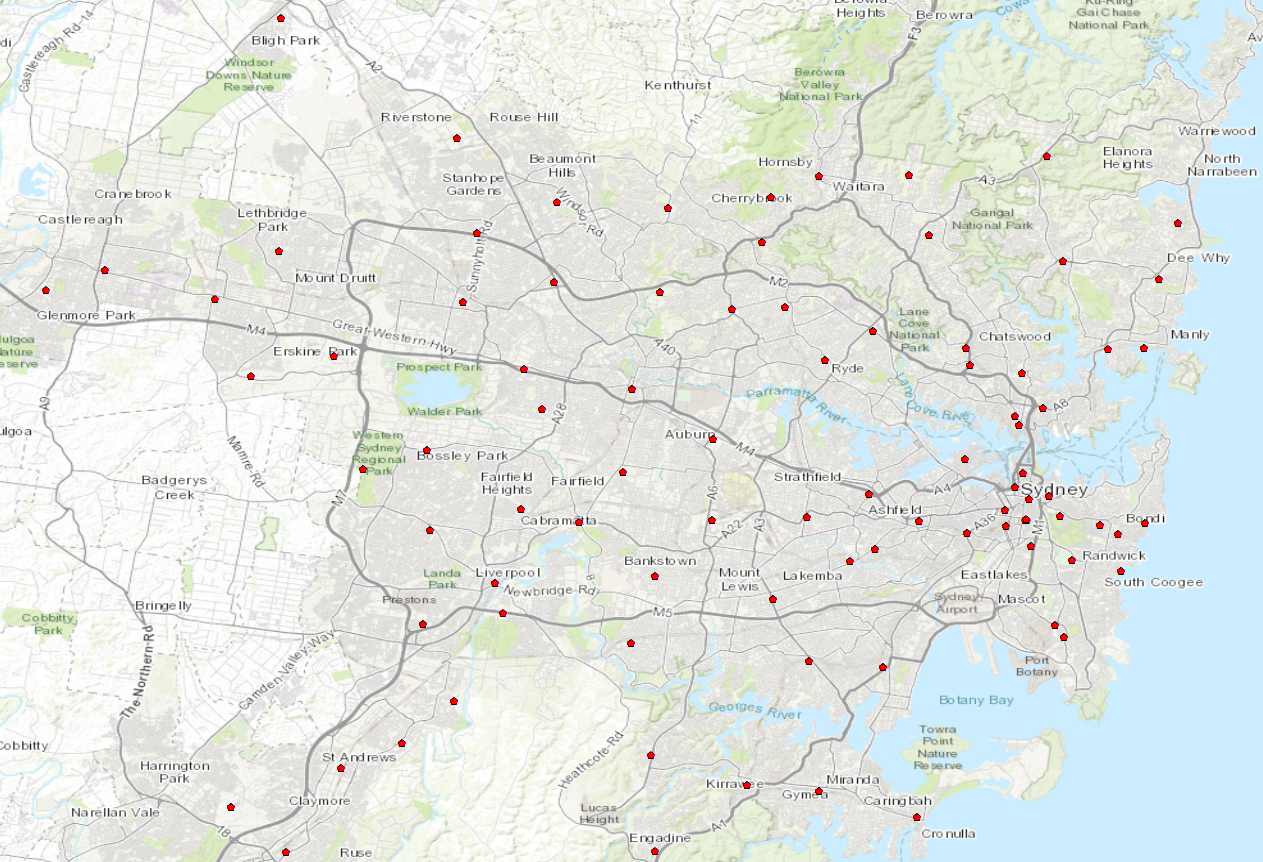 Berowra
Heights
Berowra
Castlereagh Rd-14
Bligh Park
A2
F3
Gai Chase
National Park
Windsor
Downs Nature
Reserve
Kenthurst
Berowra
Valley
National Park
Riverstone
Rouse Hill
11
Warriewood
Elanora
Heights
North
Narrabeen
Beaumont
Hills
Hornsby
Waitara
A3
Stanhope
Gardens
Cranebrook
Castlereagh
Lethbridge
Park
Windsor-Rd
Cherrybrook
Garigal
National Park
Sunnyholt Rd
Dee Why
Mount Druitt
M2
Glenmore Park
M4
Great-Western-Hwy
Lane
Cove
National
Park
Chatswood
Manly
A40
Erskine Park
Prospect Park
Ryde
Parramatta River
Lane Cove River
A9
Walder Park
A28
A8
Auburn
M4
Western
Sydney
Regional
Park
Bossley Park
Mamre-Rd
Badgerys
Creek
Fairfield
Heights
Fairfield
Strathfield
M7
A6
A4
Sydney
Ashfield
Cabramatta
A22
A3
A36
M1
Bondi
Bankstown
Randwick
Landa
Park
Liverpool
Mount
Lewis
Lakemba
Eastlakes
South Coogee
Newbridge-Rd
Prestons
M5
Sydney
Airport
Mascot
Bringelly
Cobbitty
Park
The-Northern-Rd
Camden-Valley-Way
Port
Botany
Georges River
Botany Bay
Towra
Point
Nature
Reserve
Cobbitty
Heathcote-Rd
St Andrews
Harrington
Park
Kirrawee
Miranda
Gymea
Caringbah
Claymore
Narellan Vale
Lucas
Height
18
A1
Cronulla
Engadine
Ruse